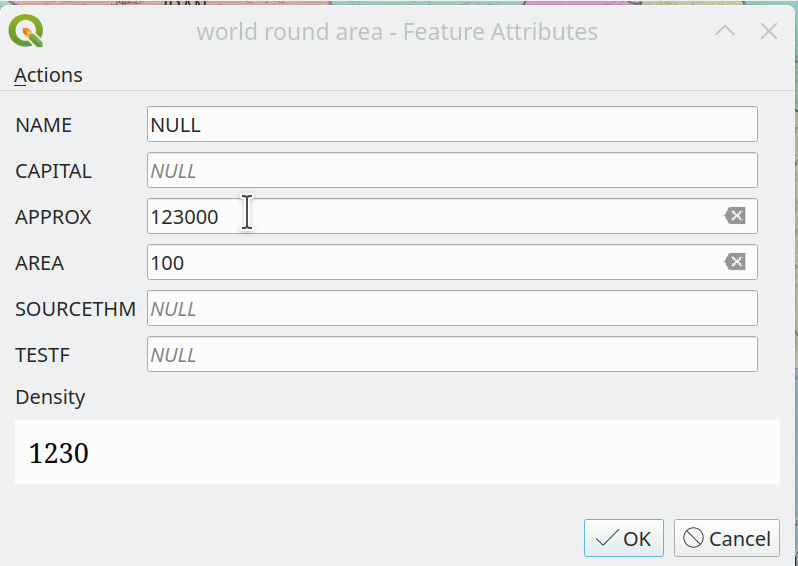 world round area - Feature Attributes
Actions
NAME NULL
CAPITAL NULL
APPROX 123000
AREA 100
SOURCETHM NULL
TESTF NULL
Density
1230
OK Cancel